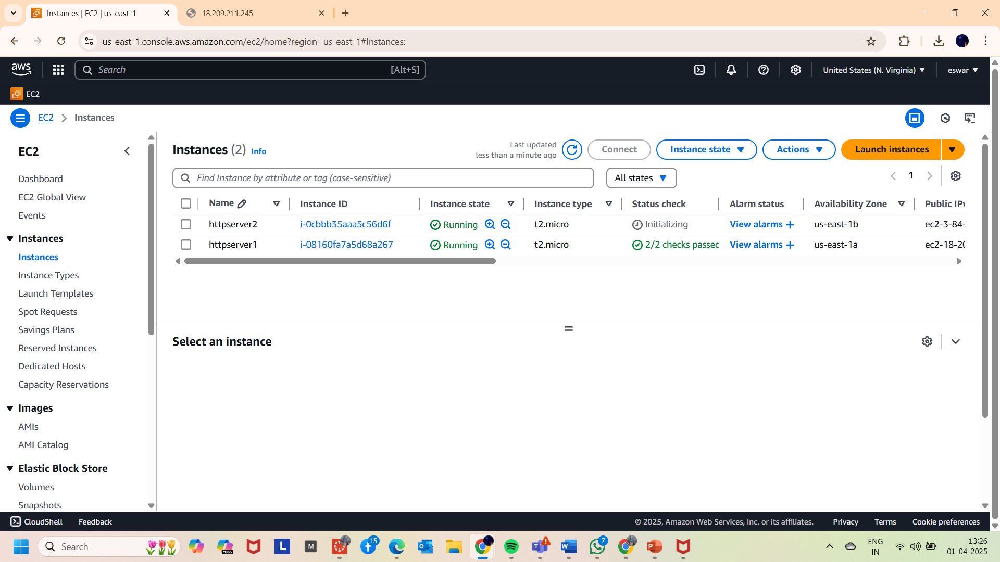 Instances | EC2 | us-east-1
18.209.211.245
us-east-1.console.aws.amazon.com/ec2/home?region=us-east-1#Instances:
aws
Search
[Alt+S]
United States (N. Virginia)
eswar
EC2
EC2
Instances
EC2
Dashboard
EC2 Global View
Events
Instances
Instances
Instance Types
Launch Templates
Spot Requests
Savings Plans
Reserved Instances
Dedicated Hosts
Capacity Reservations
Images
AMIs
AMI Catalog
Elastic Block Store
Volumes
Snapshots
Instances (2) Info
Last updated
less than a minute ago
Connect
Instance state
Actions
Launch instances
Find Instance by attribute or tag (case-sensitive)
All states
1
Name Instance ID Instance state Instance type Status check Alarm status Availability Zone Public IPv
httpserver2 i-0cbbb35aaa5c56d6f Running t2.micro Initializing View alarms + us-east-1b ec2-3-84-
httpserver1 i-08160fa7a5d68a267 Running t2.micro 2/2 checks passed View alarms + us-east-1a ec2-18-20
Select an instance
CloudShell
Feedback
© 2025, Amazon Web Services, Inc. or its affiliates.
Privacy
Terms
Cookie preferences
Search
M365
L
M
15
7
ENG
IN
13:26
01-04-2025